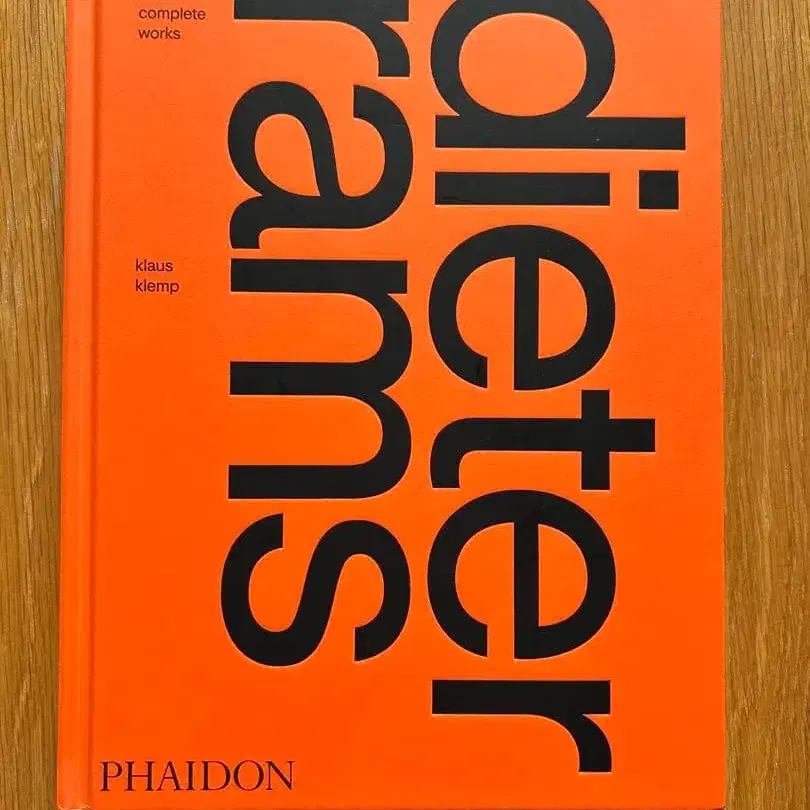 complete
works
dieter
rams
klaus
klemp
PHAIDON